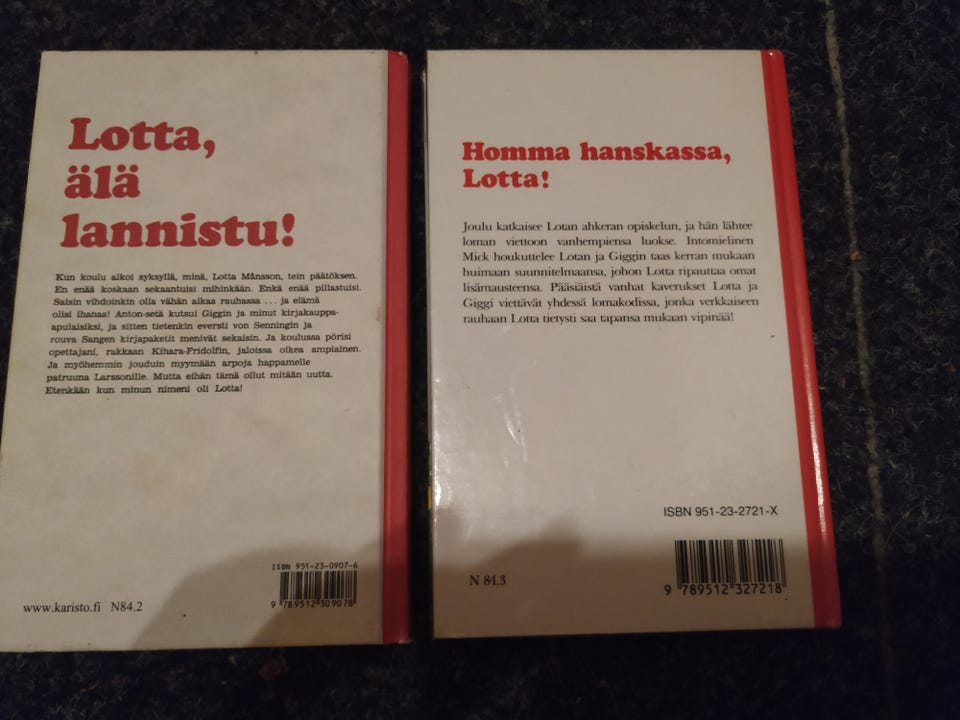 Lotta,
älä
lannistu!
Kun koulu alkoi syksyllä, minä, Lotta Månsson, tein päätöksen.
En enää koskaan sekaantuisi mihinkään. Enkä enää pillastuisi.
Saisin vihdoinkin olla vähän aikaa rauhassa ... ja elämä
olisi ihanaa! Anton-setä kutsui Giggin ja minut kirjakauppa-
apulaisiksi, ja sitten tietenkin eversti von Senningin ja
rouva Sangen kirjapaketit menivät sekaisin. Ja koulussa pörisi
opettajani, rakkaan Kihara-Fridolfin, jaloissa oikea ampiainen.
Ja myöhemmin jouduin myymään arpoja happamelle
patruuna Larssonille. Mutta eihän tämä ollut mitään uutta.
Etenkään kun minun nimeni oli Lotta!
ISBN 951-23-0907-6
www.karisto.fi N84.2
9 789512 309078
Homma hanskassa,
Lotta!
Joulu katkaisee Lotan ahkeran opiskelun, ja hän lähtee
loman viettoon vanhempiensa luokse. Intomielinen
Mick houkuttelee Lotan ja Giggin taas kerran mukaan
huimaan suunnitelmaansa, johon Lotta ripauttaa omat
lisämausteensa. Pääsiäistä vanhat kaverukset Lotta ja
Giggi viettävät yhdessä lomakodissa, jonka verkkaiseen
rauhaan Lotta tietysti saa tapansa mukaan vipinää!
ISBN 951-23-2721-X
N 84.3
9 789512 327218